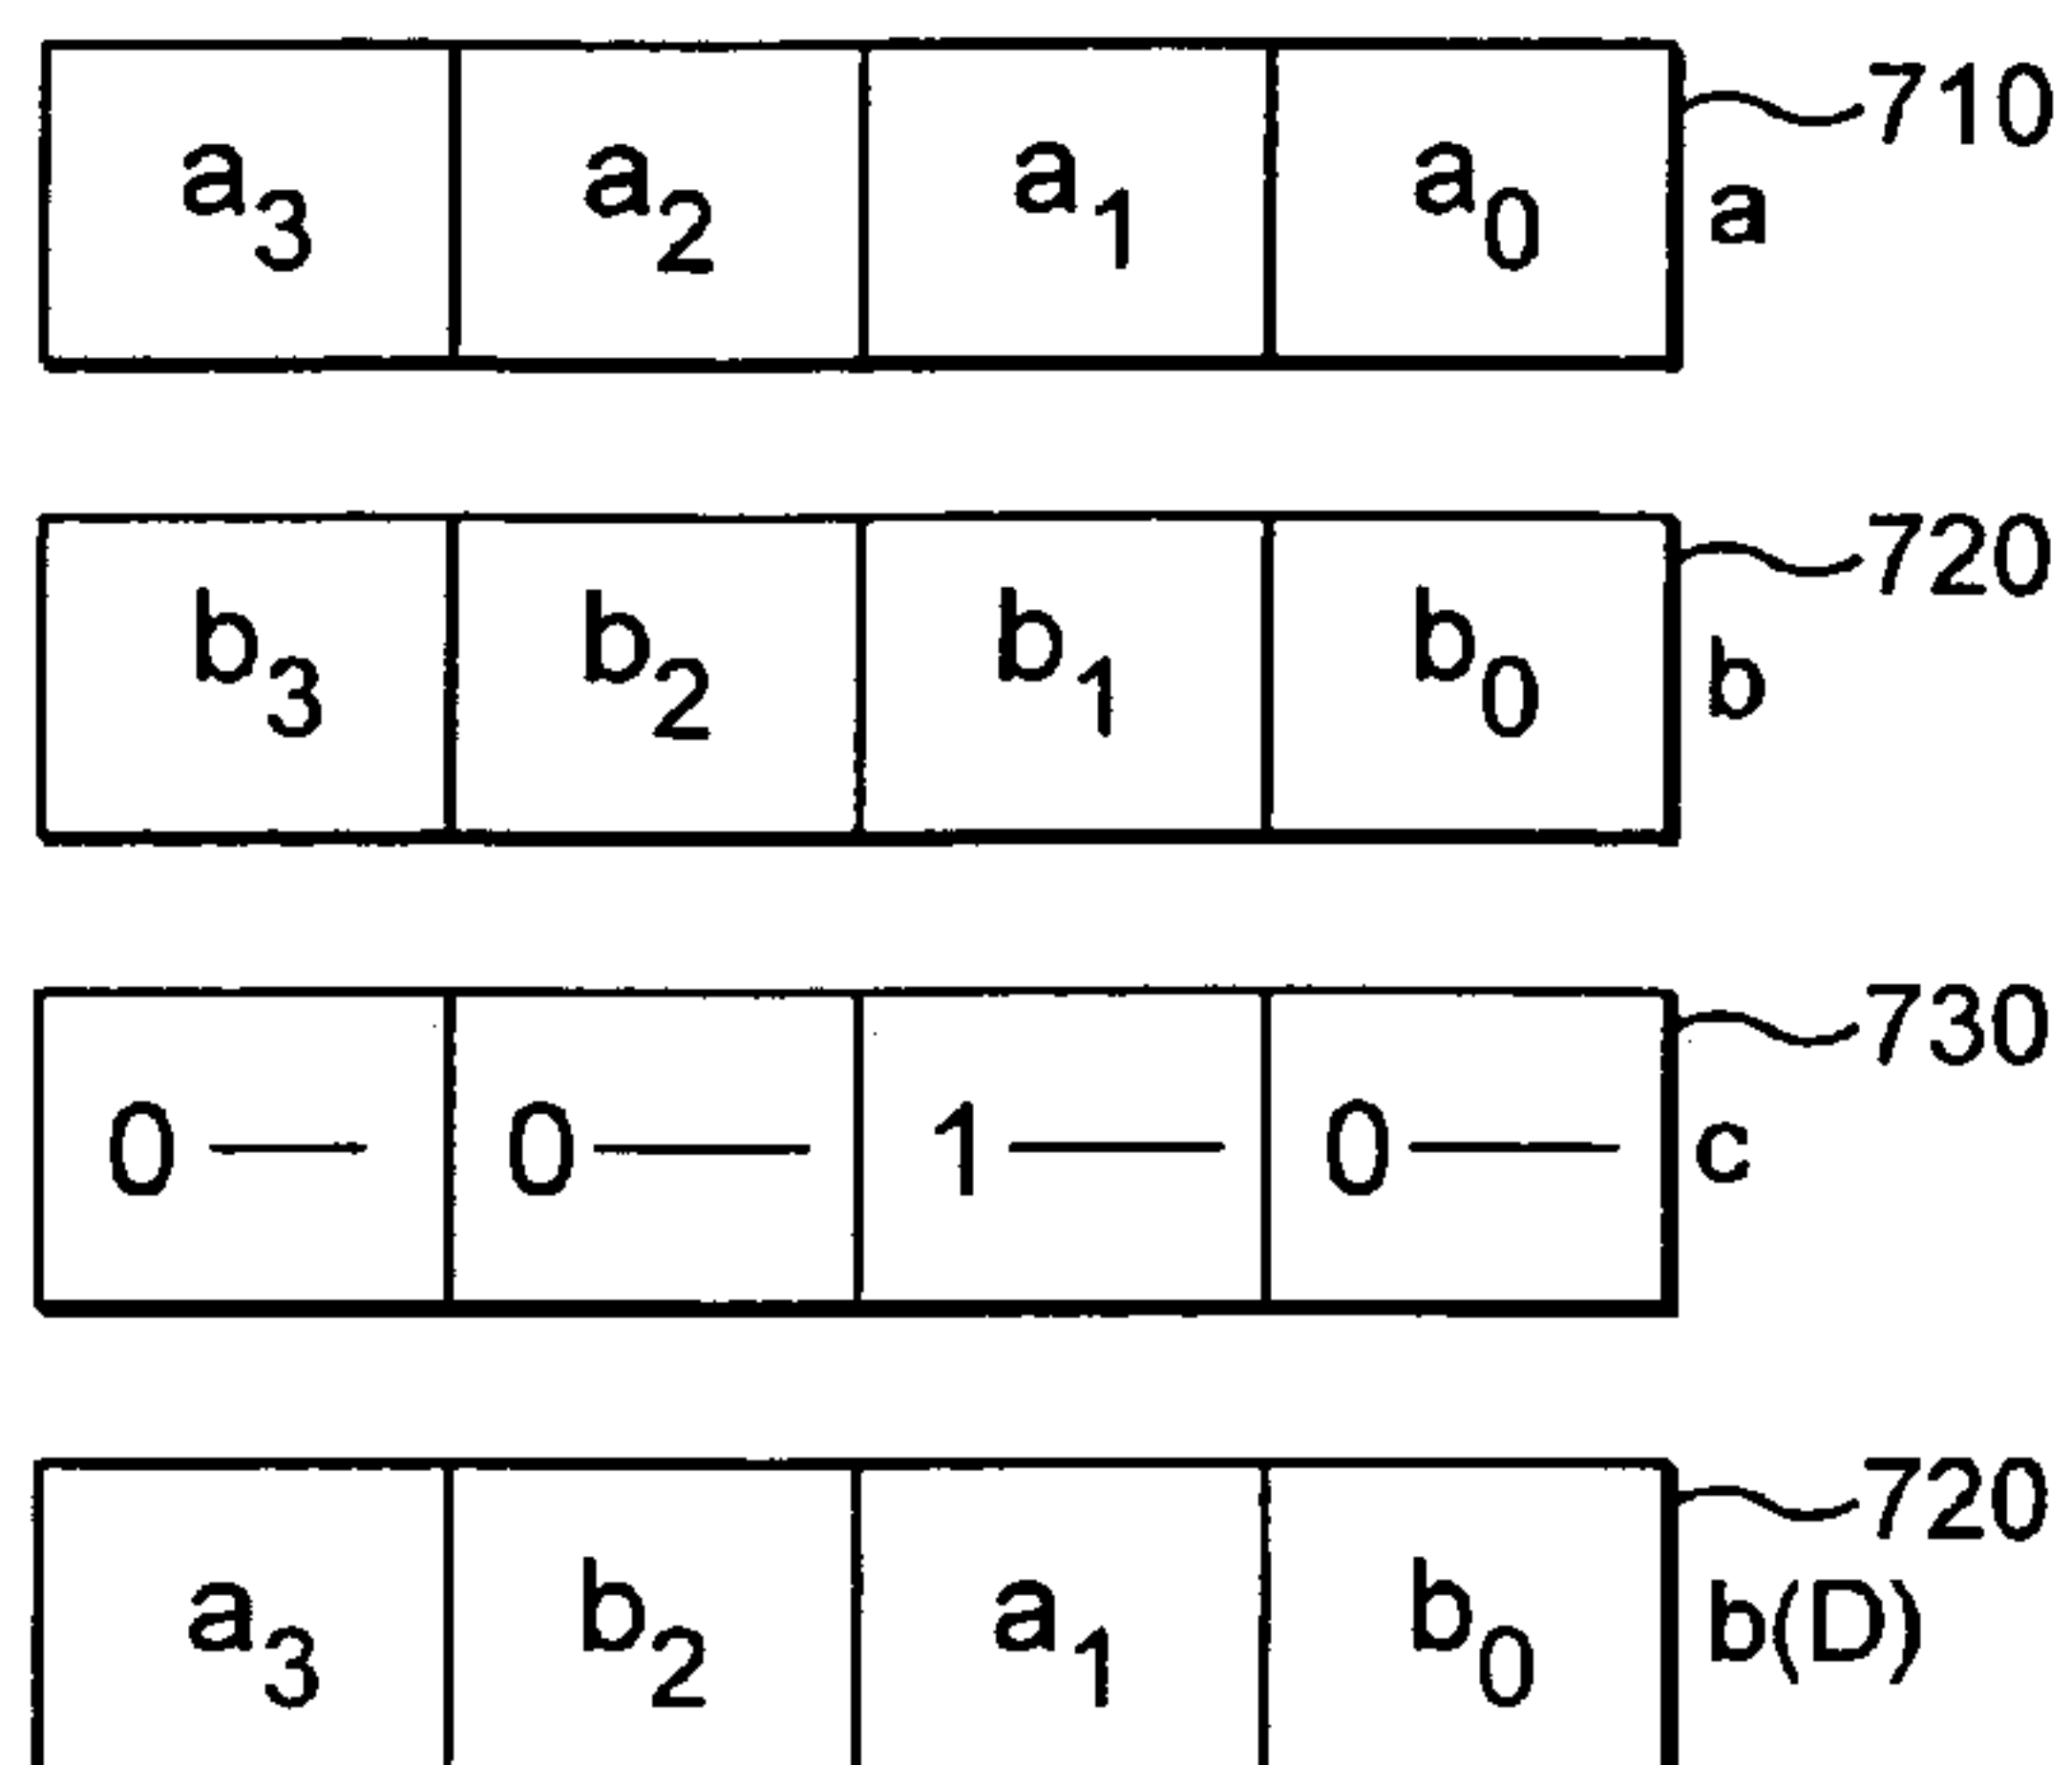 a3 a2 a1 a0 710
a
b3 b2 b1 b0 720
b
0 — 0 — 1 — 0 — 730
c
a3 b2 a1 b0 720
b(D)